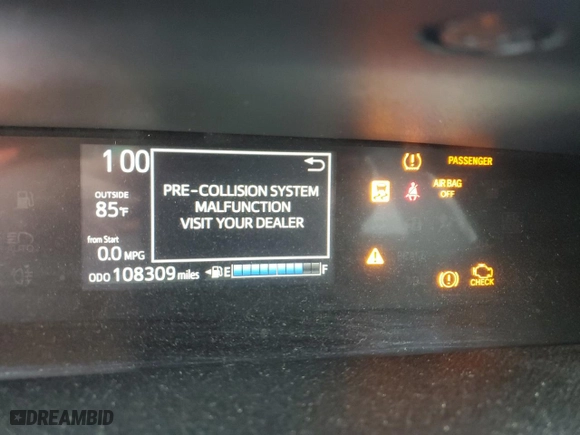 100
PRE-COLLISION SYSTEM
MALFUNCTION
VISIT YOUR DEALER
OUTSIDE
85°F
from Start
0.0 MPG
ODO 108309 miles
E F
PASSENGER
AIR BAG
OFF
CHECK
DREAMBID